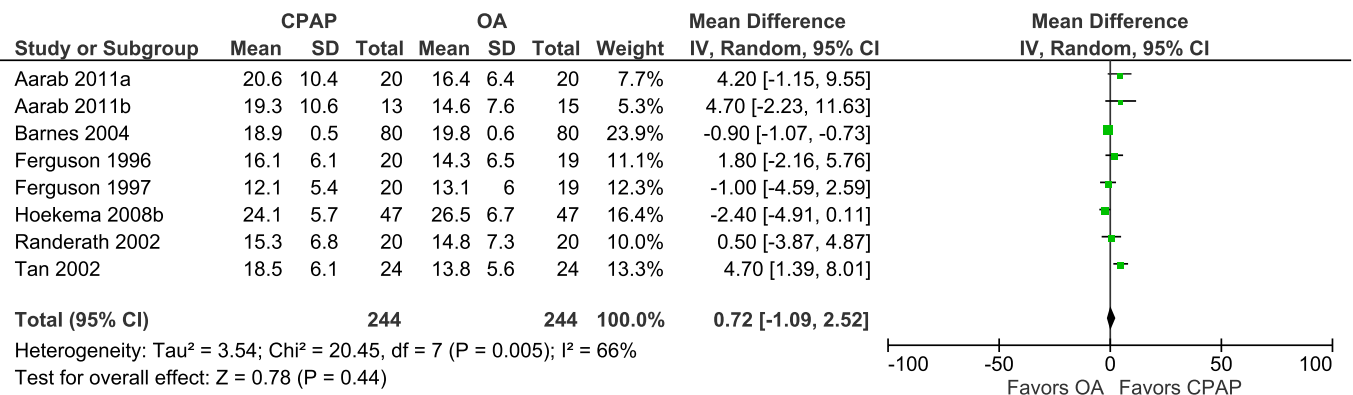 CPAP OA Mean Difference Mean Difference
Study or Subgroup Mean SD Total Mean SD Total Weight IV, Random, 95% CI IV, Random, 95% CI
Aarab 2011a 20.6 10.4 20 16.4 6.4 20 7.7% 4.20 [-1.15, 9.55]
Aarab 2011b 19.3 10.6 13 14.6 7.6 15 5.3% 4.70 [-2.23, 11.63]
Barnes 2004 18.9 0.5 80 19.8 0.6 80 23.9% -0.90 [-1.07, -0.73]
Ferguson 1996 16.1 6.1 20 14.3 6.5 19 11.1% 1.80 [-2.16, 5.76]
Ferguson 1997 12.1 5.4 20 13.1 6 19 12.3% -1.00 [-4.59, 2.59]
Hoekema 2008b 24.1 5.7 47 26.5 6.7 47 16.4% -2.40 [-4.91, 0.11]
Randerath 2002 15.3 6.8 20 14.8 7.3 20 10.0% 0.50 [-3.87, 4.87]
Tan 2002 18.5 6.1 24 13.8 5.6 24 13.3% 4.70 [1.39, 8.01]
Total (95% CI) 244 244 100.0% 0.72 [-1.09, 2.52]
Heterogeneity: Tau² = 3.54; Chi² = 20.45, df = 7 (P = 0.005); I² = 66%
Test for overall effect: Z = 0.78 (P = 0.44)
-100 -50 0 50 100
Favors OA Favors CPAP